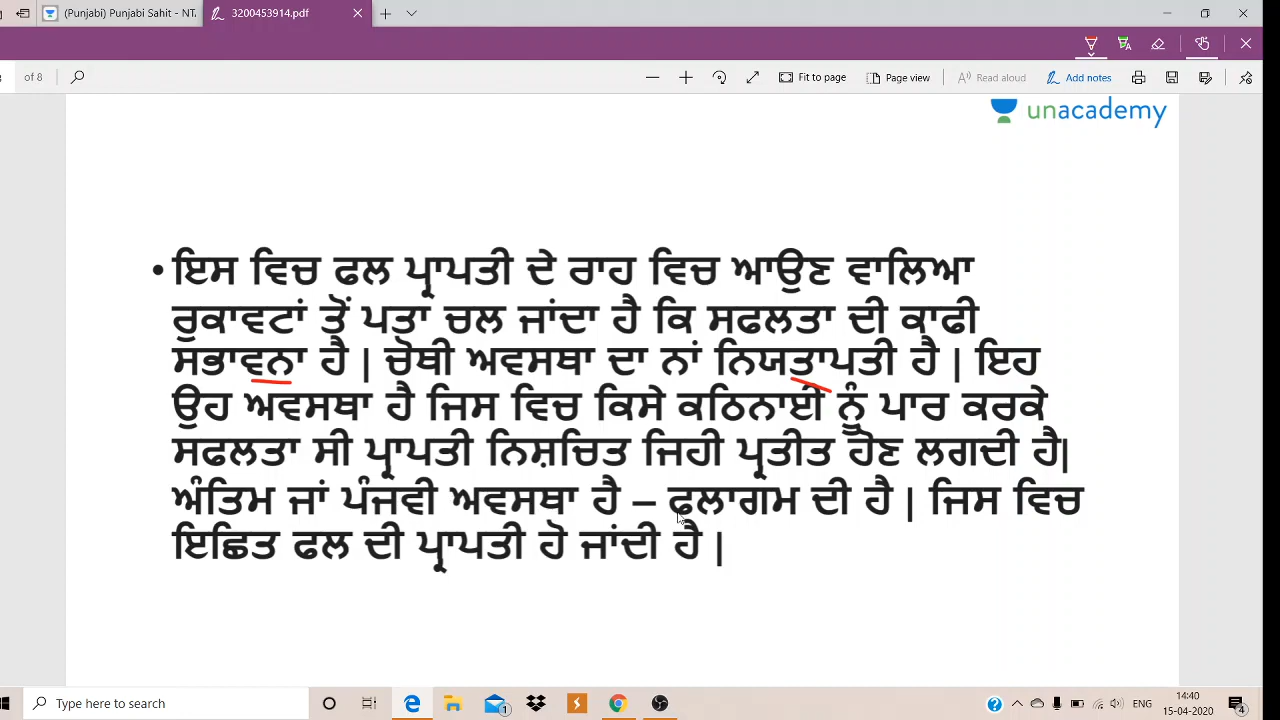 (Punjabi) Punjabi Sahit - NT.
3200453914.pdf
of 8
Fit to page
Page view
Read aloud
Add notes
unacademy
• ਇਸ ਵਿਚ ਫਲ ਪ੍ਰਾਪਤੀ ਦੇ ਰਾਹ ਵਿਚ ਆਉਣ ਵਾਲਿਆ
ਰੁਕਾਵਟਾਂ ਤੋਂ ਪਤਾ ਚਲ ਜਾਂਦਾ ਹੈ ਕਿ ਸਫਲਤਾ ਦੀ ਕਾਫੀ
ਸਭਾਵਨਾ ਹੈ | ਚੋਥੀ ਅਵਸਥਾ ਦਾ ਨਾਂ ਨਿਯਤਾਪਤੀ ਹੈ | ਇਹ
ਉਹ ਅਵਸਥਾ ਹੈ ਜਿਸ ਵਿਚ ਕਿਸੇ ਕਠਿਨਾਈ ਨੂੰ ਪਾਰ ਕਰਕੇ
ਸਫਲਤਾ ਸੀ ਪ੍ਰਾਪਤੀ ਨਿਸ਼ਚਿਤ ਜਿਹੀ ਪ੍ਰਤੀਤ ਹੋਣ ਲਗਦੀ ਹੈ|
ਅੰਤਿਮ ਜਾਂ ਪੰਜਵੀ ਅਵਸਥਾ ਹੈ – ਫਲਾਗਮ ਦੀ ਹੈ | ਜਿਸ ਵਿਚ
ਇਛਿਤ ਫਲ ਦੀ ਪ੍ਰਾਪਤੀ ਹੋ ਜਾਂਦੀ ਹੈ |
Type here to search
1
ENG
14:40
15-04-2020
4